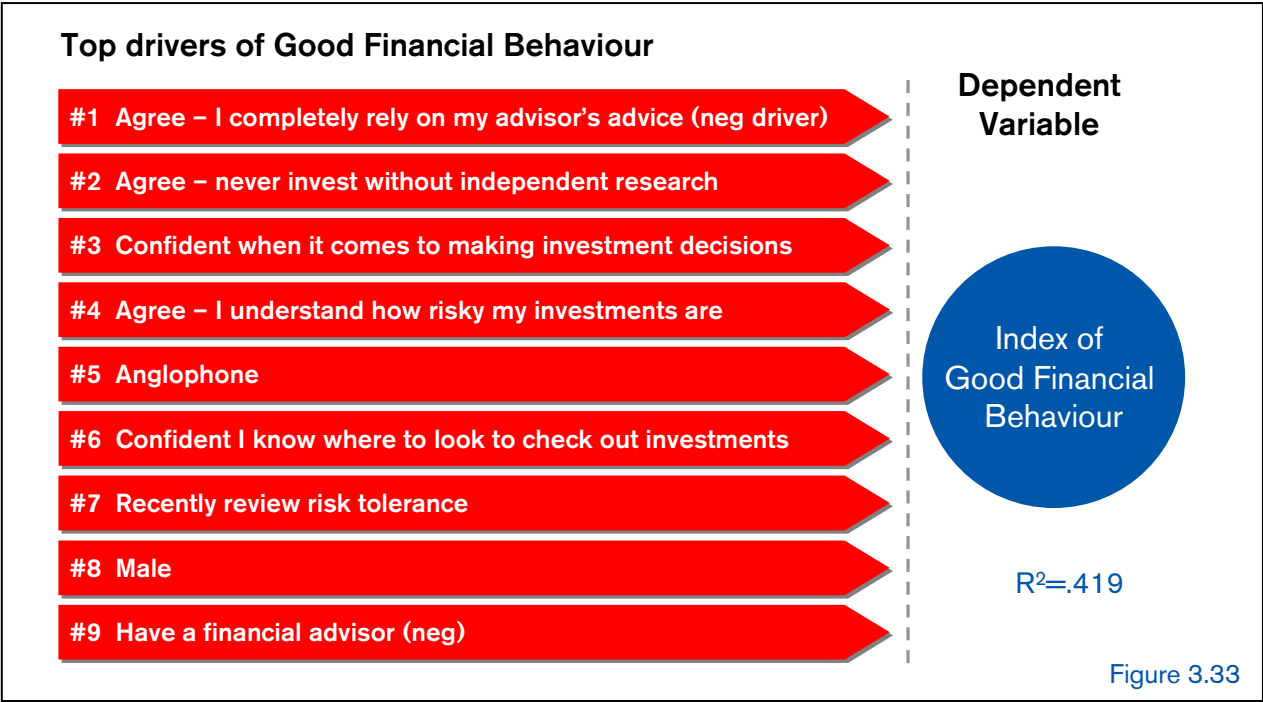 Top drivers of Good Financial Behaviour
#1 Agree – I completely rely on my advisor's advice (neg driver)
#2 Agree – never invest without independent research
#3 Confident when it comes to making investment decisions
#4 Agree – I understand how risky my investments are
#5 Anglophone
#6 Confident I know where to look to check out investments
#7 Recently review risk tolerance
#8 Male
#9 Have a financial advisor (neg)
Dependent
Variable
Index of
Good Financial
Behaviour
R²=.419
Figure 3.33